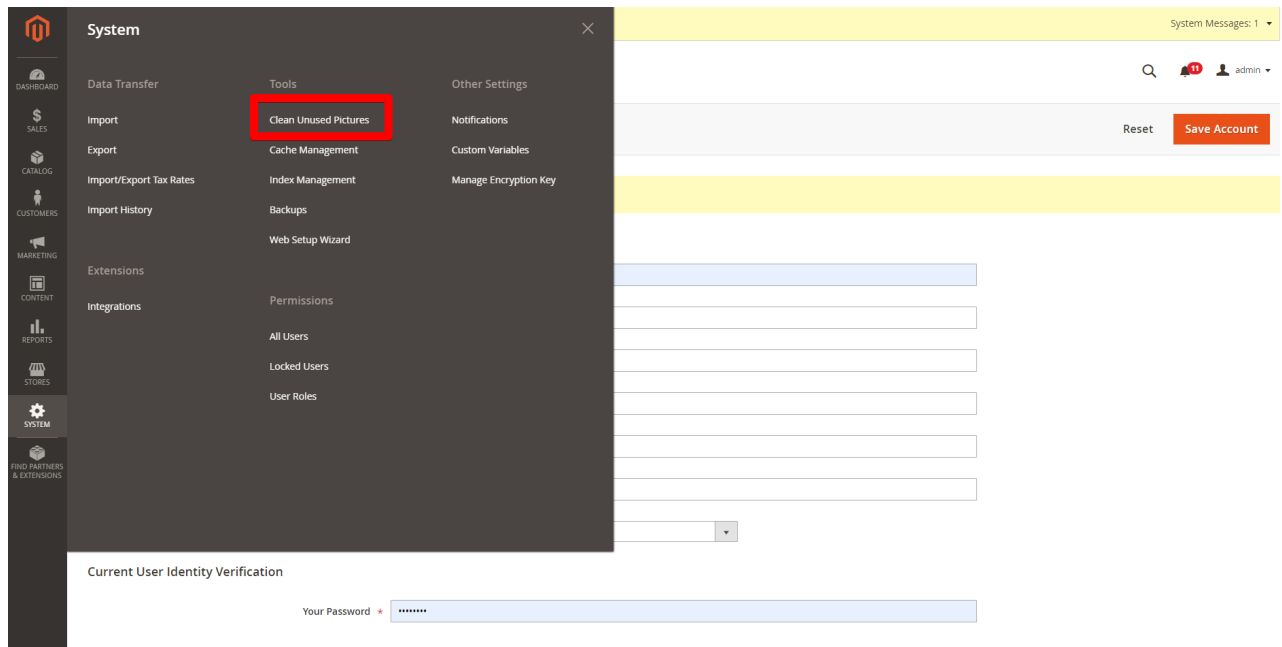 System
System Messages: 1
DASHBOARD
SALES
CATALOG
CUSTOMERS
MARKETING
CONTENT
REPORTS
STORES
SYSTEM
FIND PARTNERS
& EXTENSIONS
Data Transfer
Import
Export
Import/Export Tax Rates
Import History
Extensions
Integrations
Tools
Clean Unused Pictures
Cache Management
Index Management
Backups
Web Setup Wizard
Permissions
All Users
Locked Users
User Roles
Other Settings
Notifications
Custom Variables
Manage Encryption Key
11
admin
Reset
Save Account
Current User Identity Verification
Your Password *